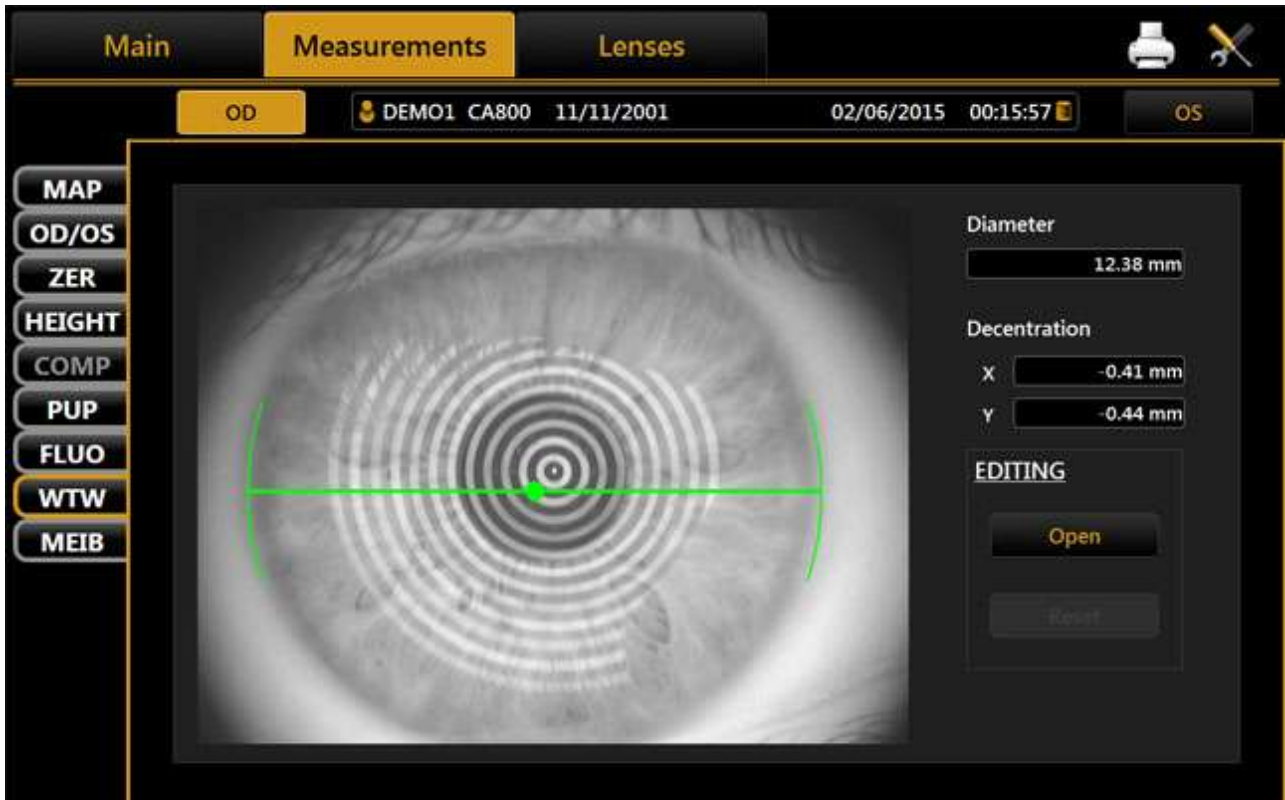 Main Measurements Lenses
OD DEMO1 CA800 11/11/2001 02/06/2015 00:15:57 OS
MAP
OD/OS
ZER
HEIGHT
COMP
PUP
FLUO
WTW
MEIB
Diameter
12.38 mm
Decentration
X -0.41 mm
Y -0.44 mm
EDITING
Open
Reset